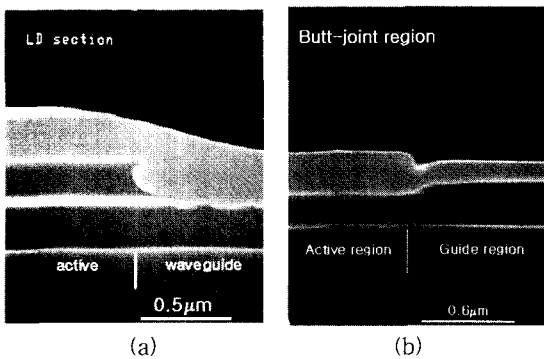 LD section
active
waveguide
0.5μm
(a)
Butt-joint region
Active region
Guide region
0.6μm
(b)